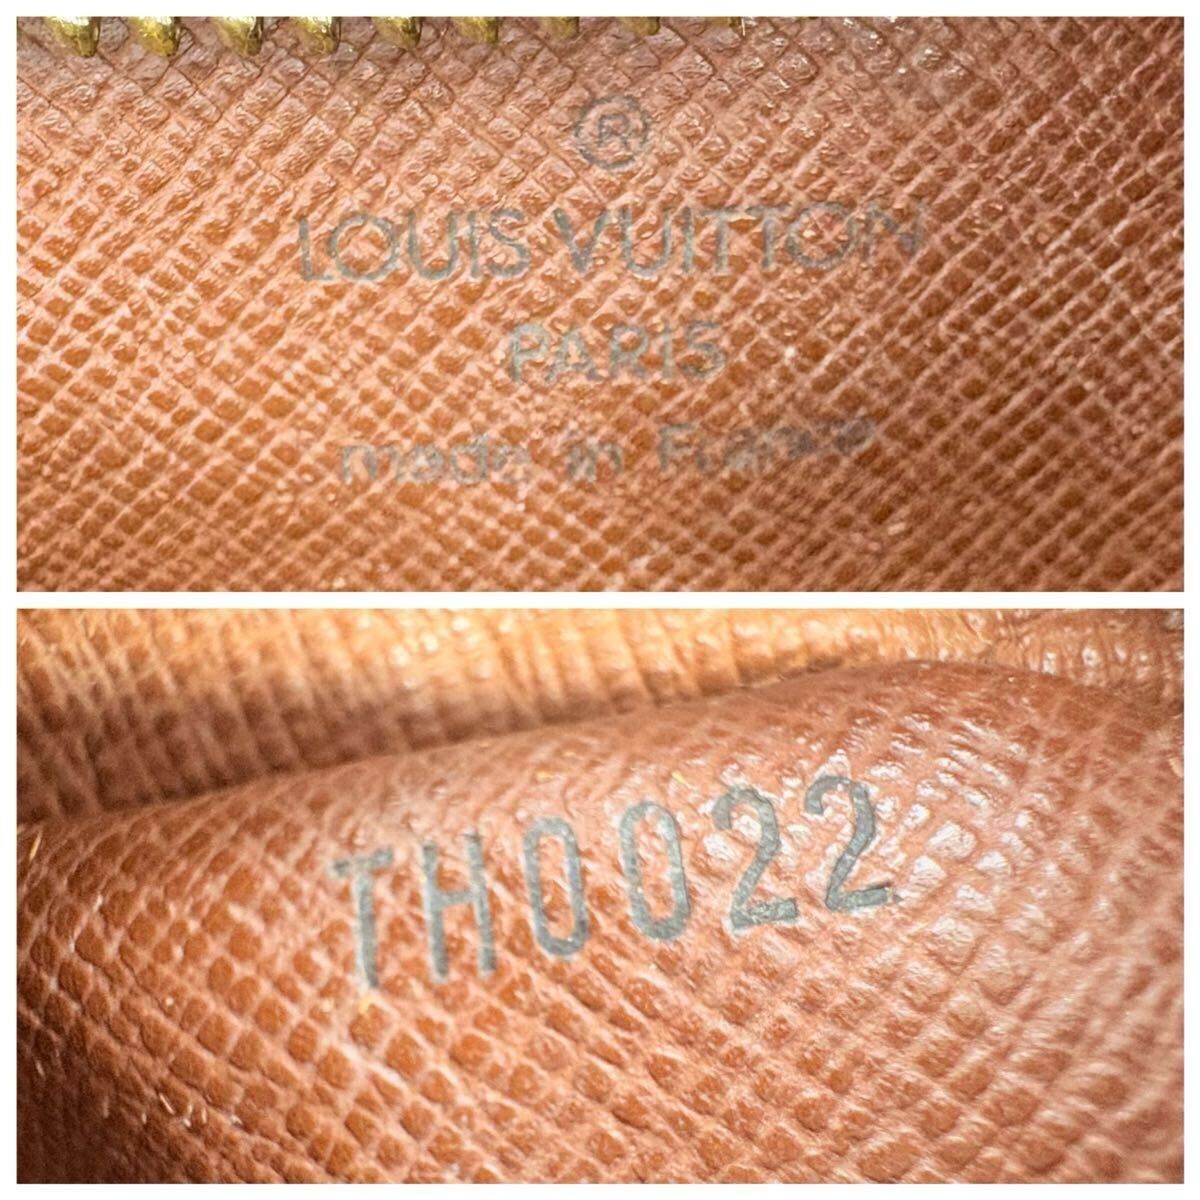 ®
LOUIS VUITTON
PARIS
made in France
TH0022